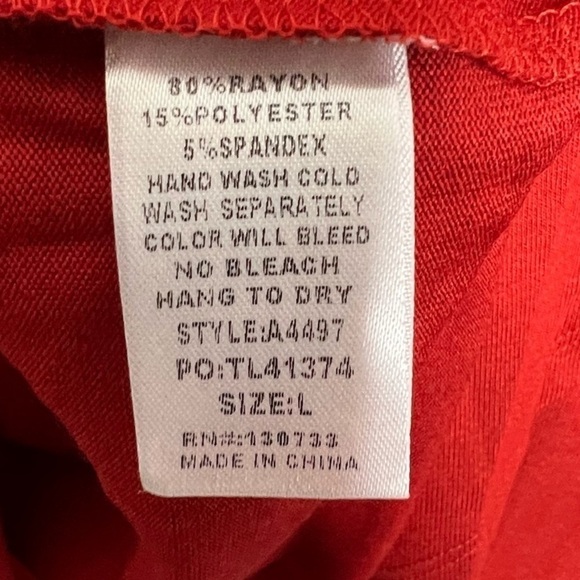 80%RAYON
15%POLYESTER
5%SPANDEX
HAND WASH COLD
WASH SEPARATELY
COLOR WILL BLEED
NO BLEACH
HANG TO DRY
STYLE:A4497
PO:TL41374
SIZE:L
RN#:130733
MADE IN CHINA